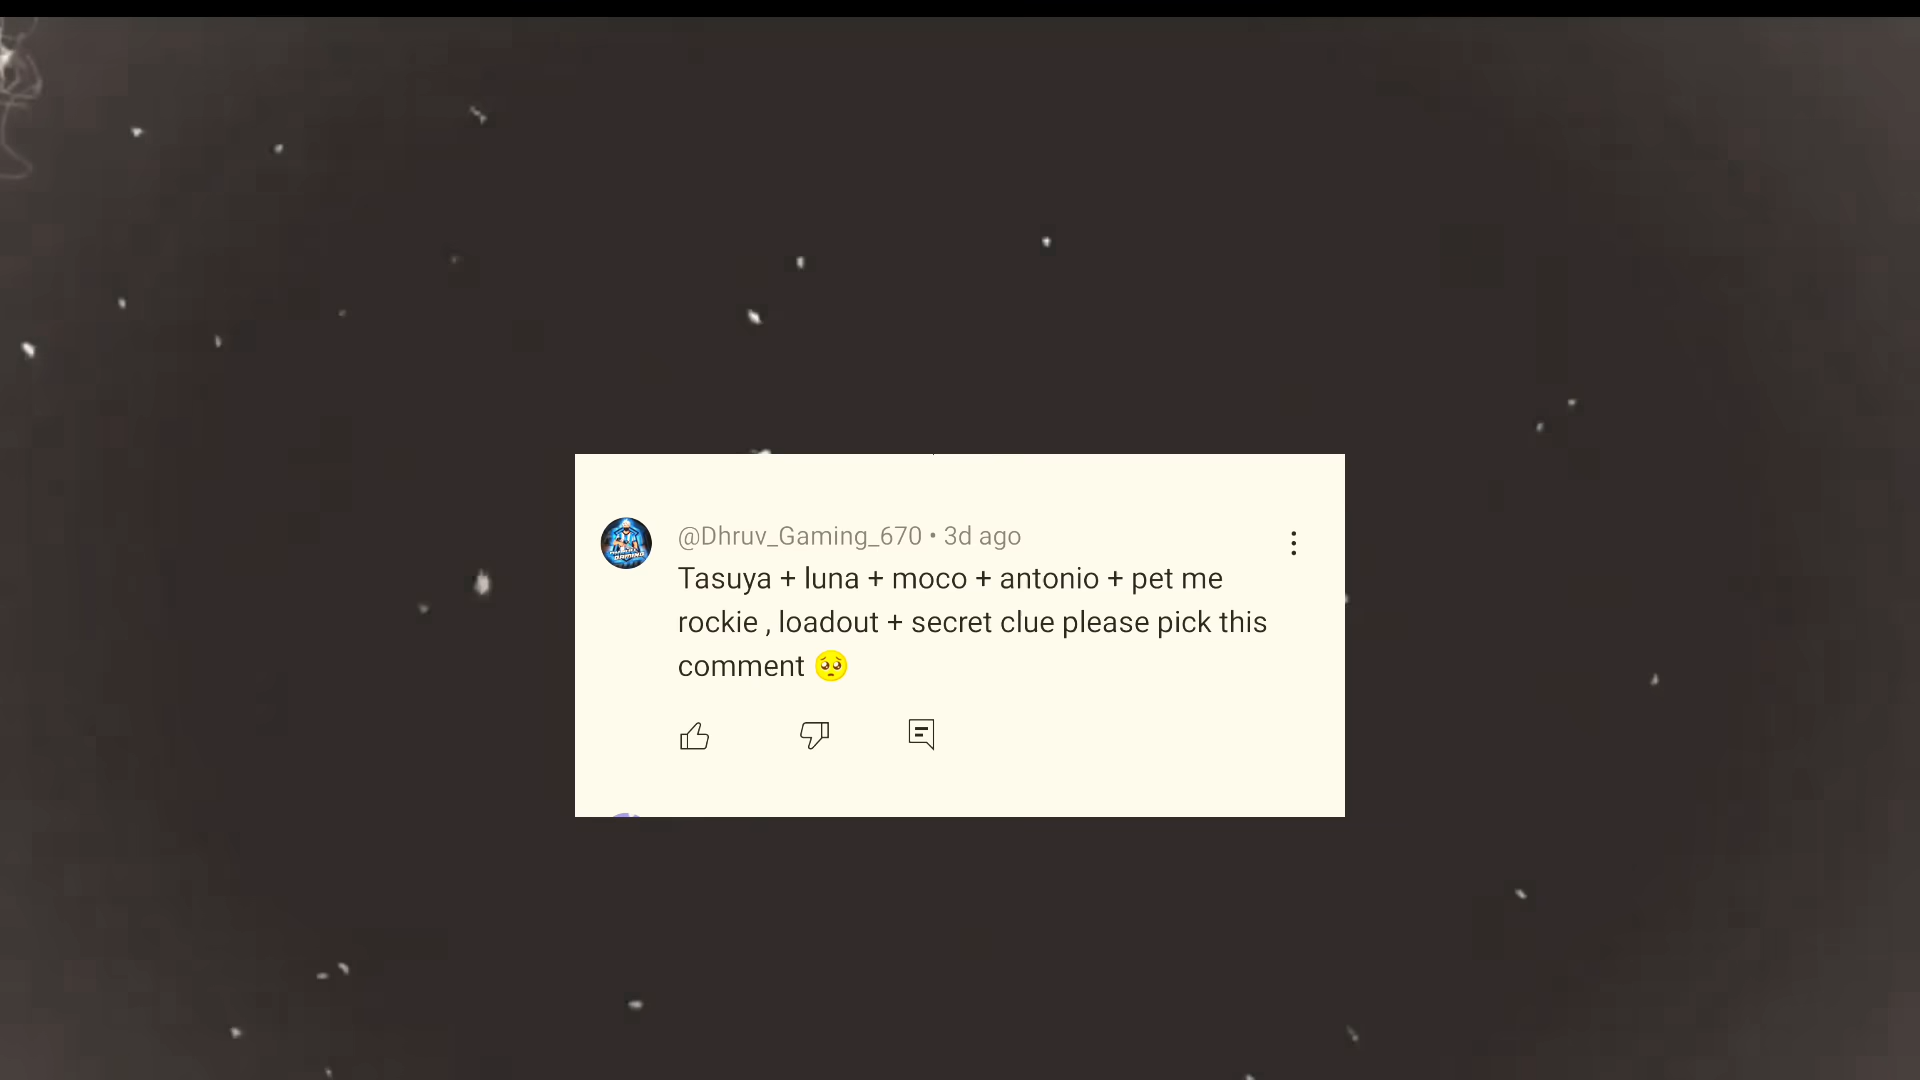 @Dhruv_Gaming_670 • 3d ago
Tasuya + luna + moco + antonio + pet me
rockie , loadout + secret clue please pick this
comment 🥺